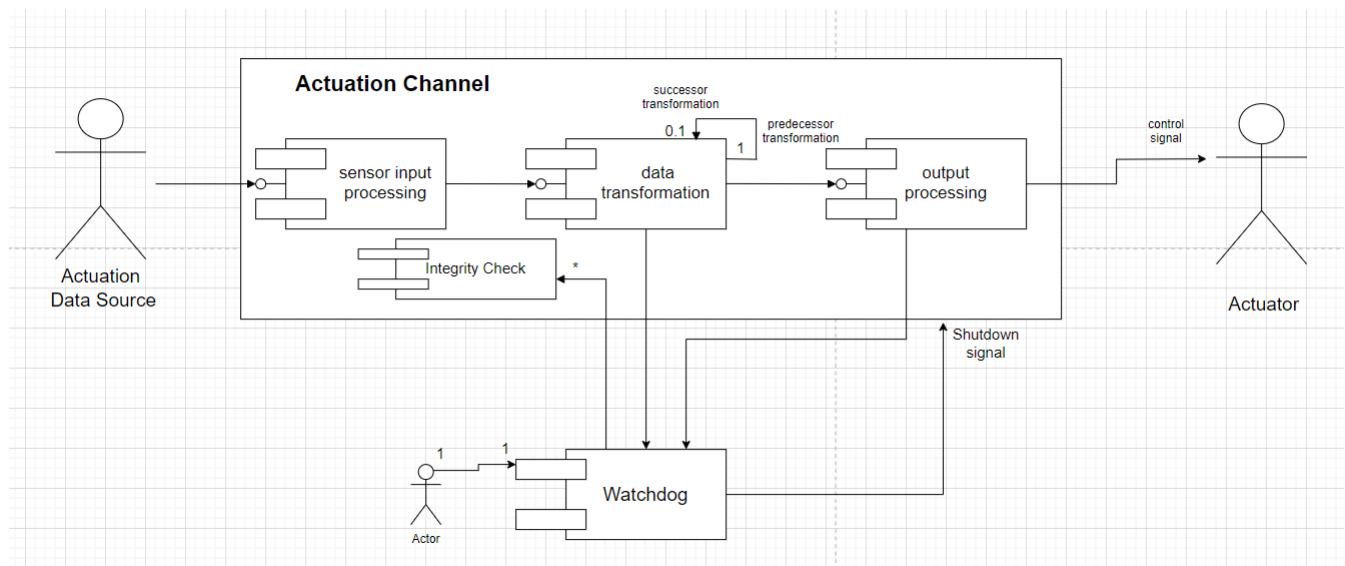 Actuation Channel
successor
transformation
0.1
predecessor
transformation
1
control
signal
sensor input
processing
data
transformation
output
processing
Integrity Check
*
Actuation
Data Source
Actuator
Shutdown
signal
1
1
Watchdog
Actor